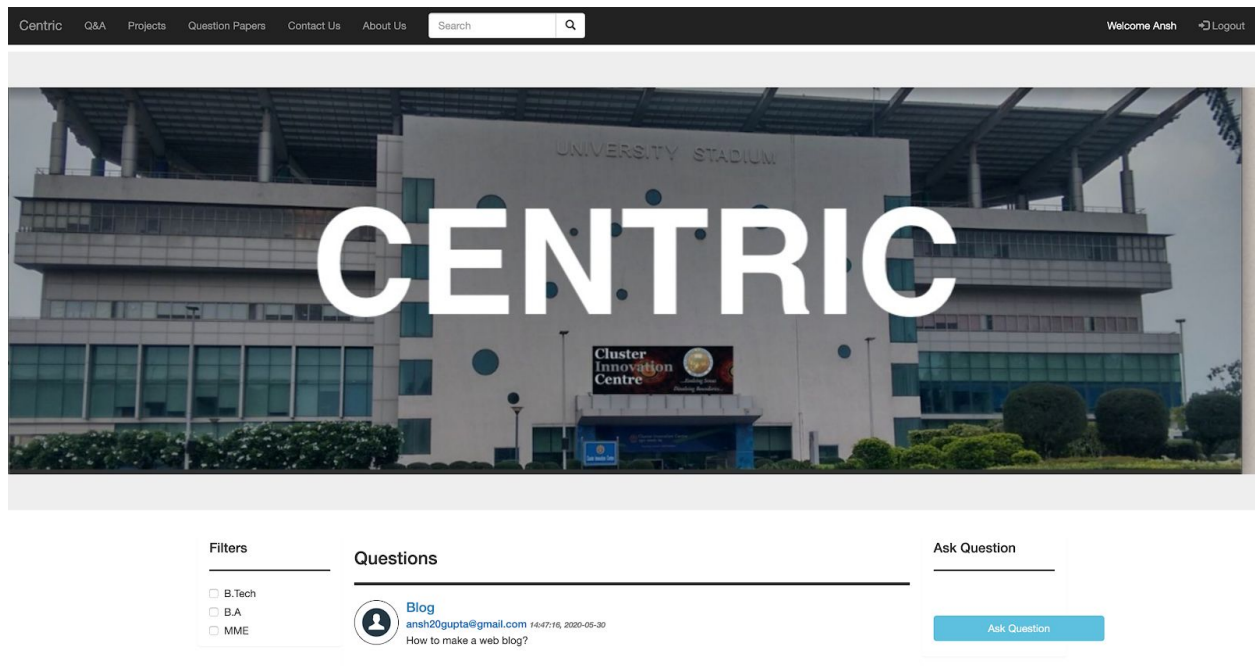 Centric Q&A Projects Question Papers Contact Us About Us Search Welcome Ansh Logout
UNIVERSITY STADIUM
CENTRIC
Cluster
Innovation
Centre
Filters
B.Tech
B.A
MME
Questions
Blog
ansh20gupta@gmail.com 14:47:16, 2020-05-30
How to make a web blog?
Ask Question
Ask Question